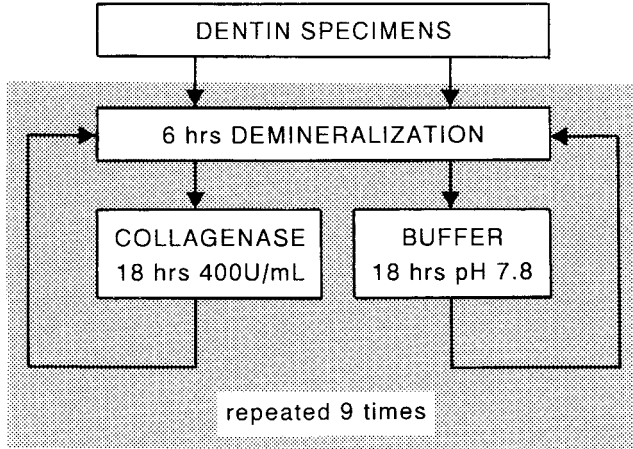 DENTIN SPECIMENS
6 hrs DEMINERALIZATION
COLLAGENASE
18 hrs 400U/mL
BUFFER
18 hrs pH 7.8
repeated 9 times